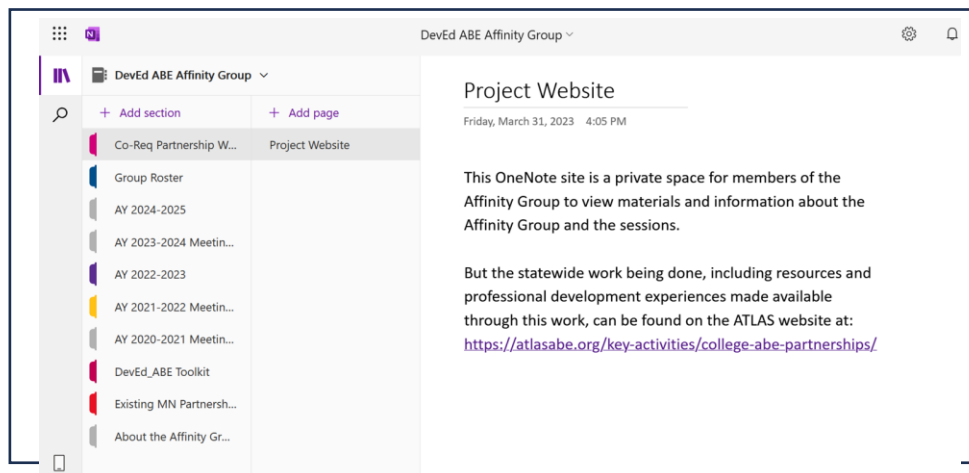 DevEd ABE Affinity Group
DevEd ABE Affinity Group
+ Add section
+ Add page
Co-Req Partnership W...
Project Website
Group Roster
AY 2024-2025
AY 2023-2024 Meetin...
AY 2022-2023
AY 2021-2022 Meetin...
AY 2020-2021 Meetin...
DevEd_ABE Toolkit
Existing MN Partnersh...
About the Affinity Gr...
Project Website
Friday, March 31, 2023 4:05 PM
This OneNote site is a private space for members of the
Affinity Group to view materials and information about the
Affinity Group and the sessions.
But the statewide work being done, including resources and
professional development experiences made available
through this work, can be found on the ATLAS website at:
https://atlasabe.org/key-activities/college-abe-partnerships/